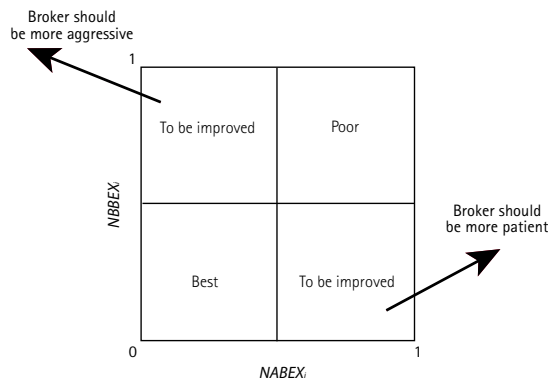 Broker should
be more aggressive
1
To be improved
Poor
NBBEXᵢ
Broker should
be more patient
Best
To be improved
0
1
NABEXᵢ